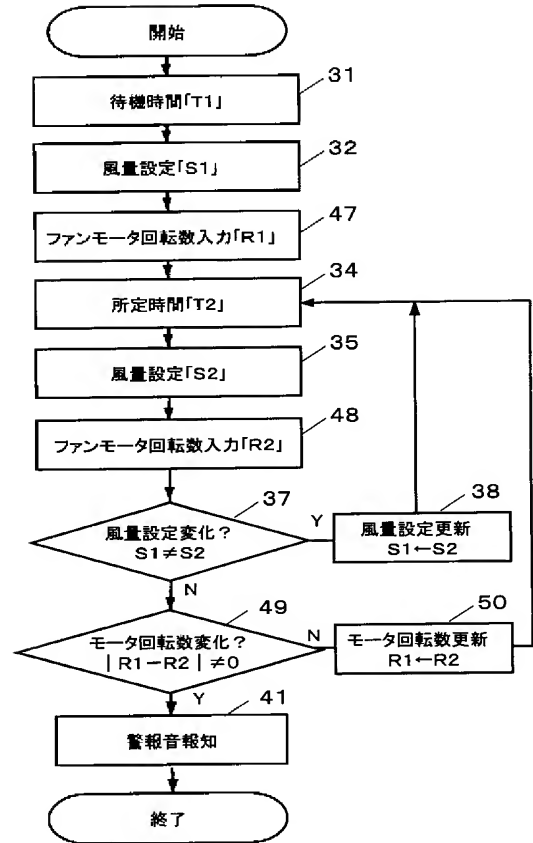 開始
待機時間「T1」
31
風量設定「S1」
32
ファンモータ回転数入力「R1」
47
所定時間「T2」
34
風量設定「S2」
35
ファンモータ回転数入力「R2」
48
風量設定変化?
S1≠S2
37
Y
風量設定更新
S1←S2
38
N
モータ回転数変化?
|R1-R2|≠0
49
N
モータ回転数更新
R1←R2
50
Y
警報音報知
41
終了